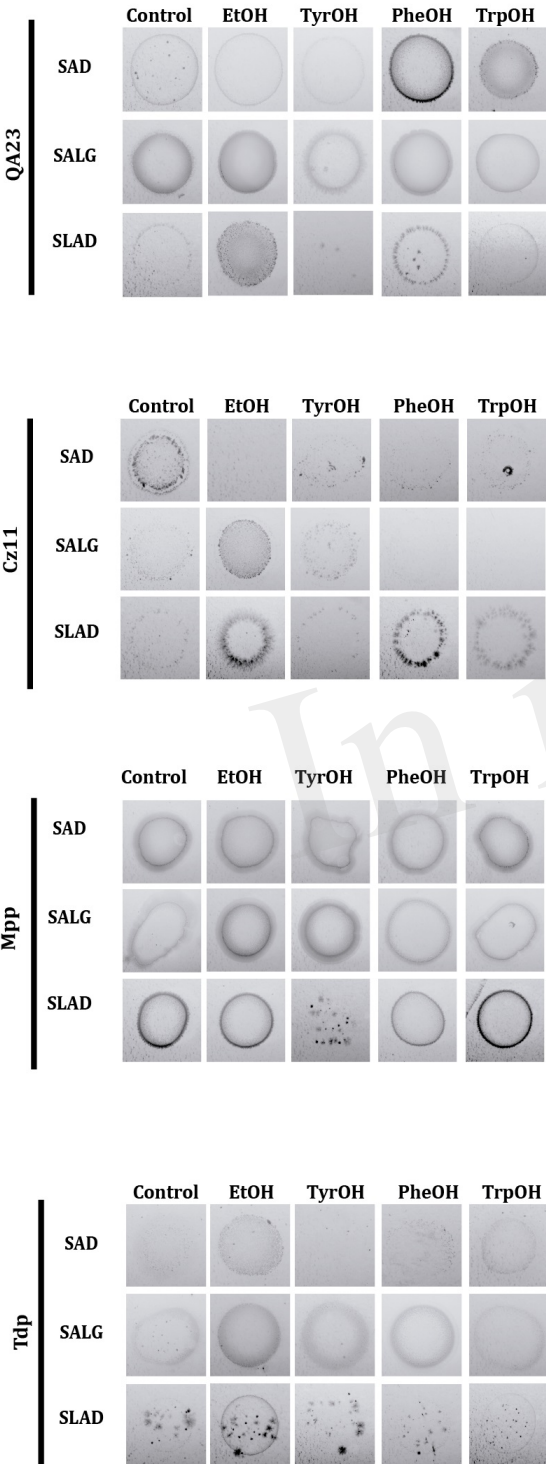 Control EtOH TyrOH PheOH TrpOH
QA23
SAD
SALG
SLAD
Control EtOH TyrOH PheOH TrpOH
Cz11
SAD
SALG
SLAD
In
Control EtOH TyrOH PheOH TrpOH
Mpp
SAD
SALG
SLAD
Control EtOH TyrOH PheOH TrpOH
Tdp
SAD
SALG
SLAD